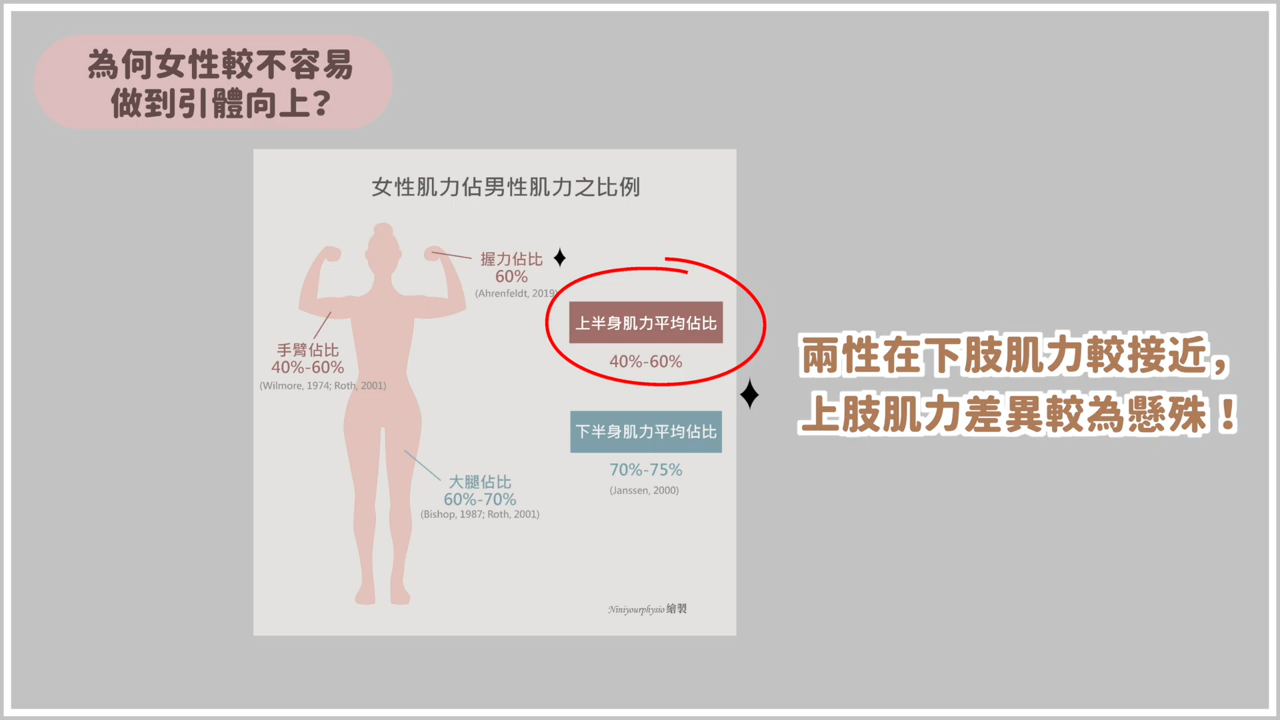 為何女性較不容易
做到引體向上？
女性肌力佔男性肌力之比例
握力佔比
60%
(Ahrenfeldt, 2019)
上半身肌力平均佔比
40%-60%
手臂佔比
40%-60%
(Wilmore, 1974; Roth, 2001)
下半身肌力平均佔比
70%-75%
(Janssen, 2000)
大腿佔比
60%-70%
(Bishop, 1987; Roth, 2001)
Niniyourphysio 繪製
兩性在下肢肌力較接近，
上肢肌力差異較為懸殊！